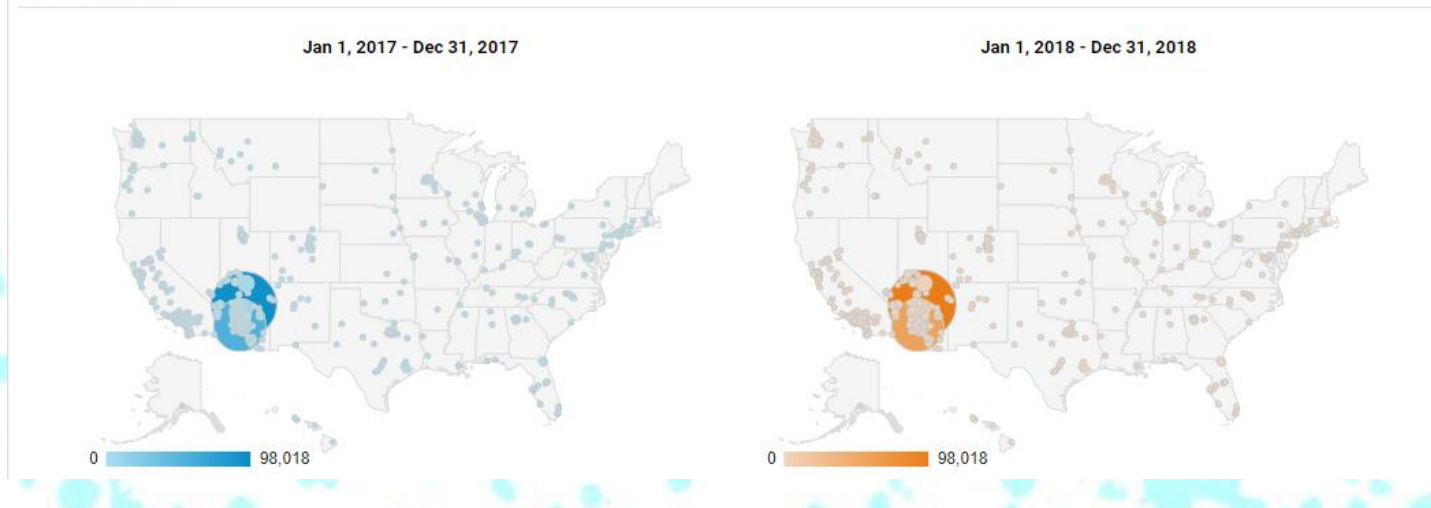 Jan 1, 2017 - Dec 31, 2017
Jan 1, 2018 - Dec 31, 2018
0 98,018
0 98,018